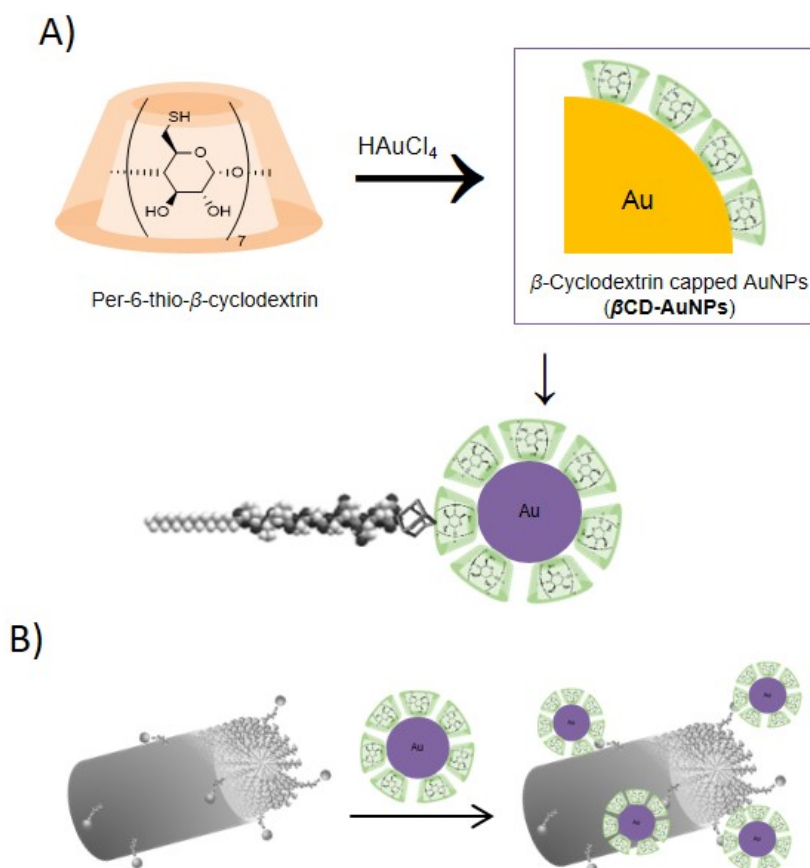 A)
SH
O
O
HO
OH
7
HAuCl4
Au
Per-6-thio-β-cyclodextrin
β-Cyclodextrin capped AuNPs
(βCD-AuNPs)
Au
B)
Au
Au
Au
Au
Au